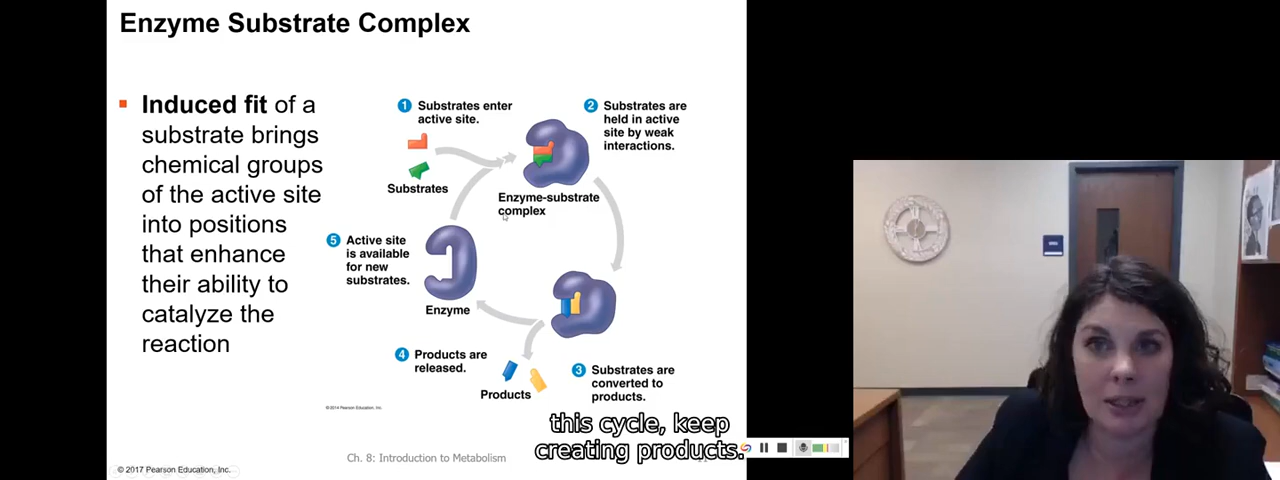 Enzyme Substrate Complex
Induced fit of a
substrate brings
chemical groups
of the active site
into positions
that enhance
their ability to
catalyze the
reaction
1 Substrates enter
active site.
Substrates
2 Substrates are
held in active
site by weak
interactions.
Enzyme-substrate
complex
5 Active site
is available
for new
substrates.
Enzyme
4 Products are
released.
Products
3 Substrates are
converted to
products.
© 2014 Pearson Education, Inc.
this cycle, keep
creating products.
Ch. 8: Introduction to Metabolism
© 2017 Pearson Education, Inc.